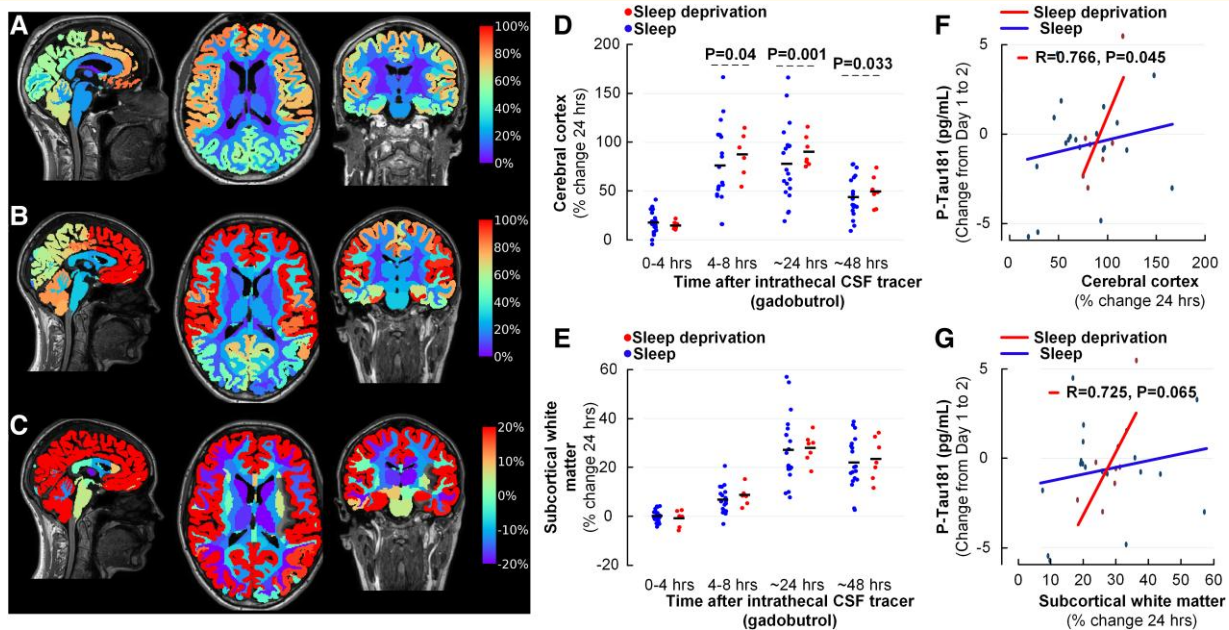 A
100%
80%
60%
40%
20%
0%
B
100%
80%
60%
40%
20%
0%
C
20%
10%
0%
-10%
-20%
D
Sleep deprivation
Sleep
Cerebral cortex
(% change 24 hrs)
200
150
100
50
0
P=0.04
P=0.001
P=0.033
0-4 hrs
4-8 hrs
~24 hrs
~48 hrs
Time after intrathecal CSF tracer
(gadobutrol)
E
Sleep deprivation
Sleep
Subcortical white
matter
(% change 24 hrs)
60
40
20
0
-20
0-4 hrs
4-8 hrs
~24 hrs
~48 hrs
Time after intrathecal CSF tracer
(gadobutrol)
F
Sleep deprivation
Sleep
R=0.766, P=0.045
P-Tau181 (pg/mL)
(Change from Day 1 to 2)
5
0
-5
0
50
100
150
200
Cerebral cortex
(% change 24 hrs)
G
Sleep deprivation
Sleep
R=0.725, P=0.065
P-Tau181 (pg/mL)
(Change from Day 1 to 2)
5
0
-5
0
10
20
30
40
50
60
Subcortical white matter
(% change 24 hrs)